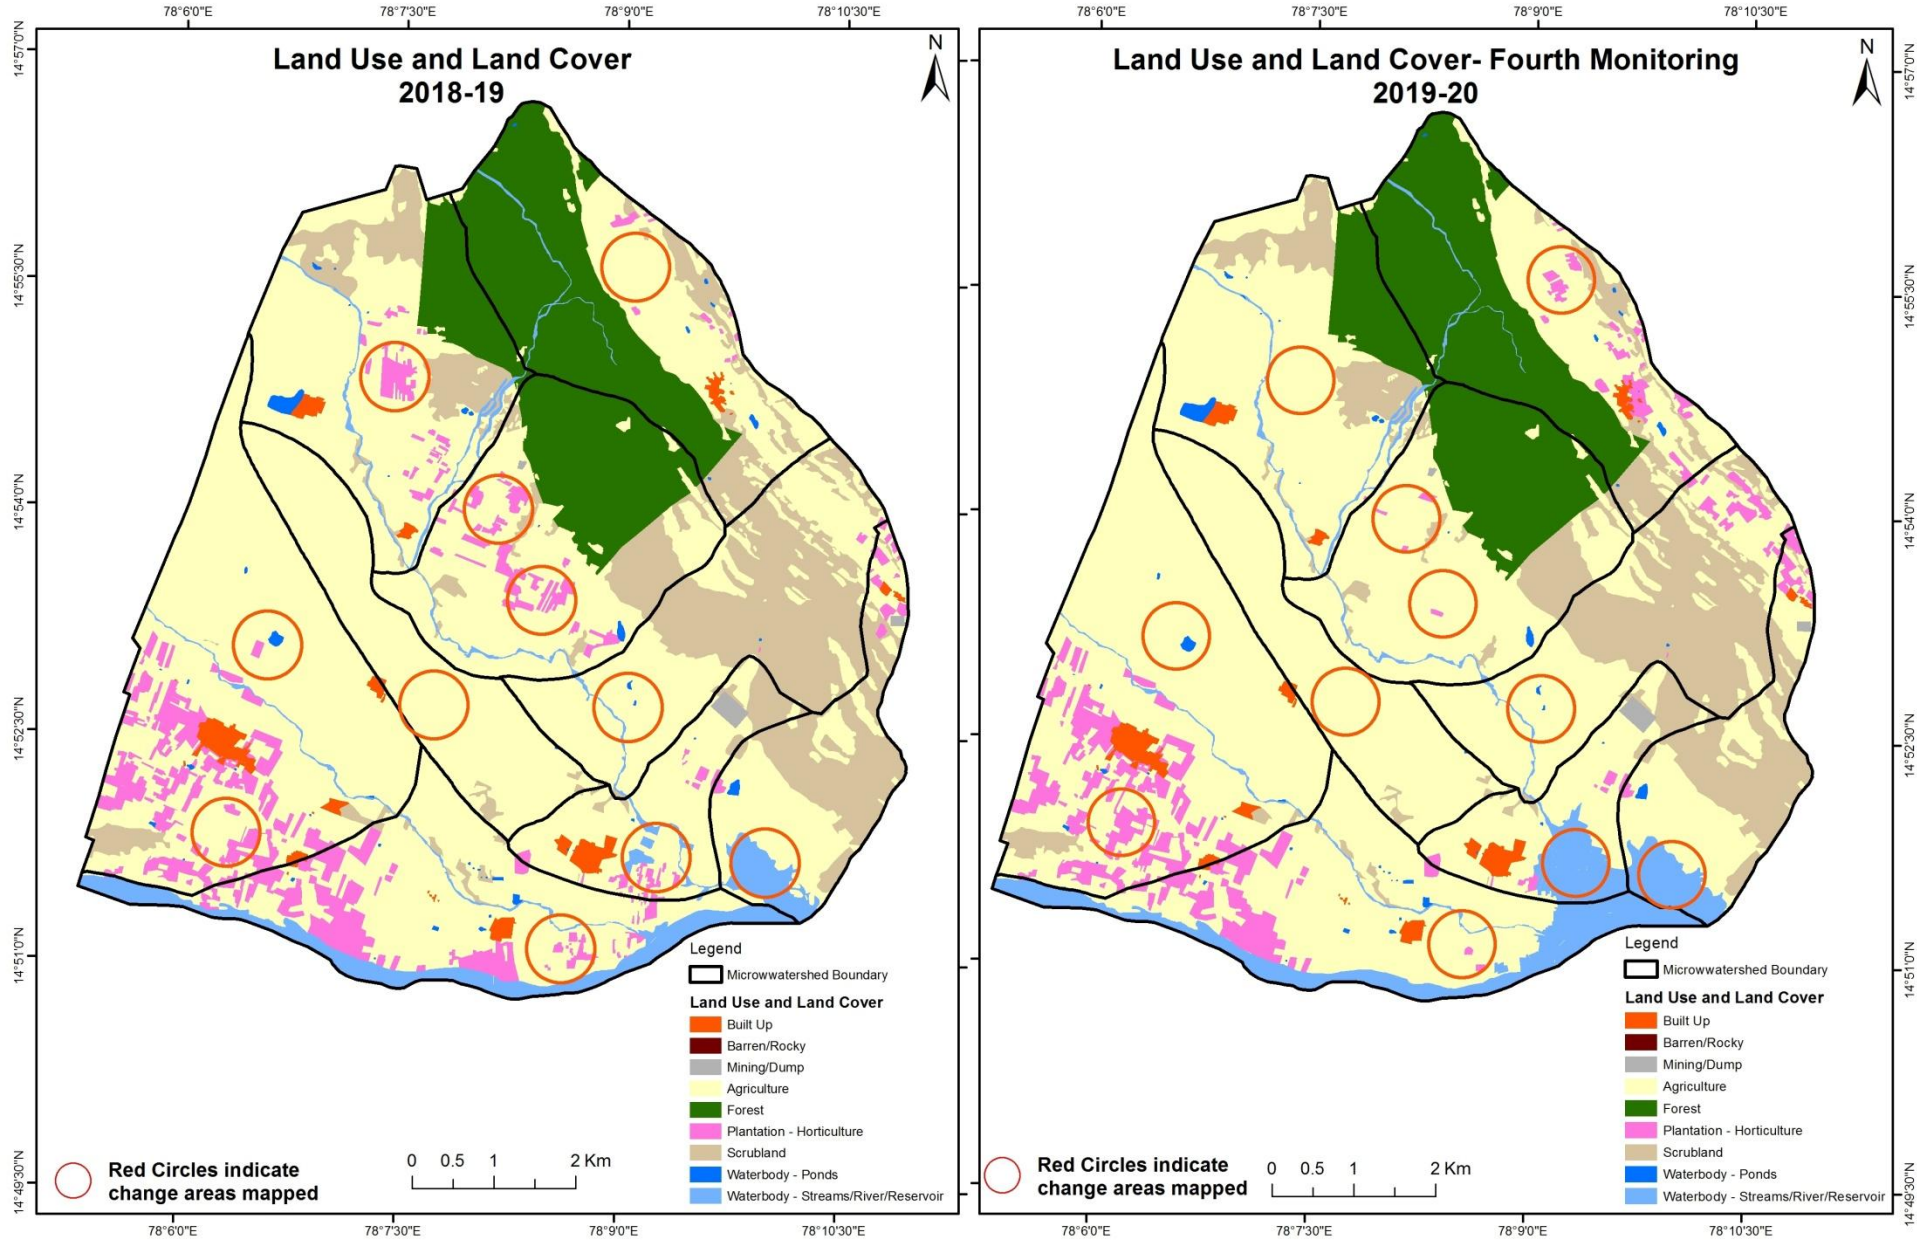 78°6'0"E 78°7'30"E 78°9'0"E 78°10'30"E
Land Use and Land Cover
2018-19
N
14°57'0"N
14°55'30"N
14°54'0"N
14°52'30"N
14°51'0"N
14°49'30"N
Legend
Microwwatershed Boundary
Land Use and Land Cover
Built Up
Barren/Rocky
Mining/Dump
Agriculture
Forest
Plantation - Horticulture
Scrubland
Waterbody - Ponds
Waterbody - Streams/River/Reservoir
Red Circles indicate
change areas mapped
0 0.5 1 2 Km
78°6'0"E 78°7'30"E 78°9'0"E 78°10'30"E
78°6'0"E 78°7'30"E 78°9'0"E 78°10'30"E
Land Use and Land Cover- Fourth Monitoring
2019-20
N
14°57'0"N
14°55'30"N
14°54'0"N
14°52'30"N
14°51'0"N
14°49'30"N
Legend
Microwwatershed Boundary
Land Use and Land Cover
Built Up
Barren/Rocky
Mining/Dump
Agriculture
Forest
Plantation - Horticulture
Scrubland
Waterbody - Ponds
Waterbody - Streams/River/Reservoir
Red Circles indicate
change areas mapped
0 0.5 1 2 Km
78°6'0"E 78°7'30"E 78°9'0"E 78°10'30"E